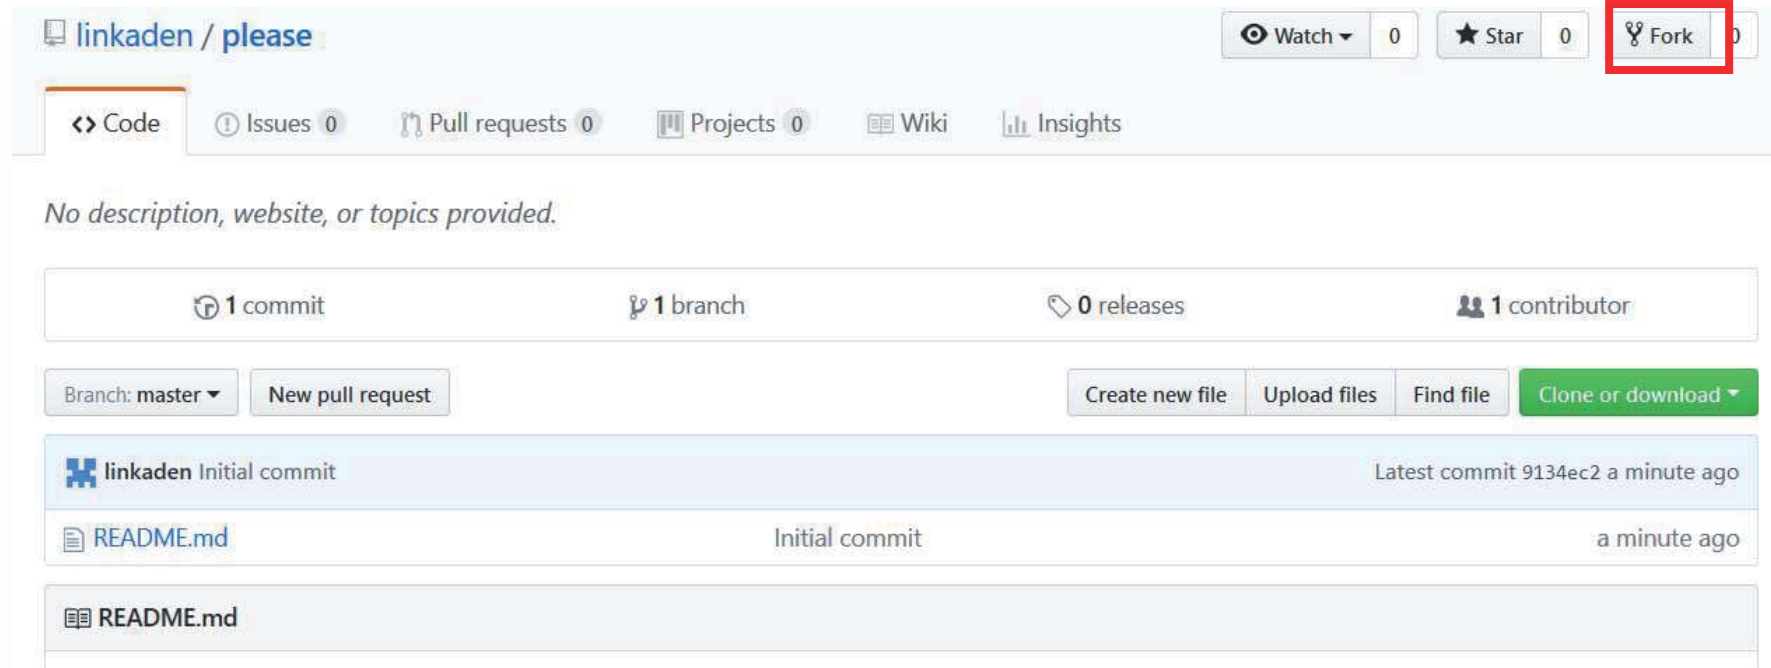 linkaden / please Watch 0 Star 0 Fork 0
Code Issues 0 Pull requests 0 Projects 0 Wiki Insights
No description, website, or topics provided.
1 commit 1 branch 0 releases 1 contributor
Branch: master New pull request Create new file Upload files Find file Clone or download
linkaden Initial commit Latest commit 9134ec2 a minute ago
README.md Initial commit a minute ago
README.md